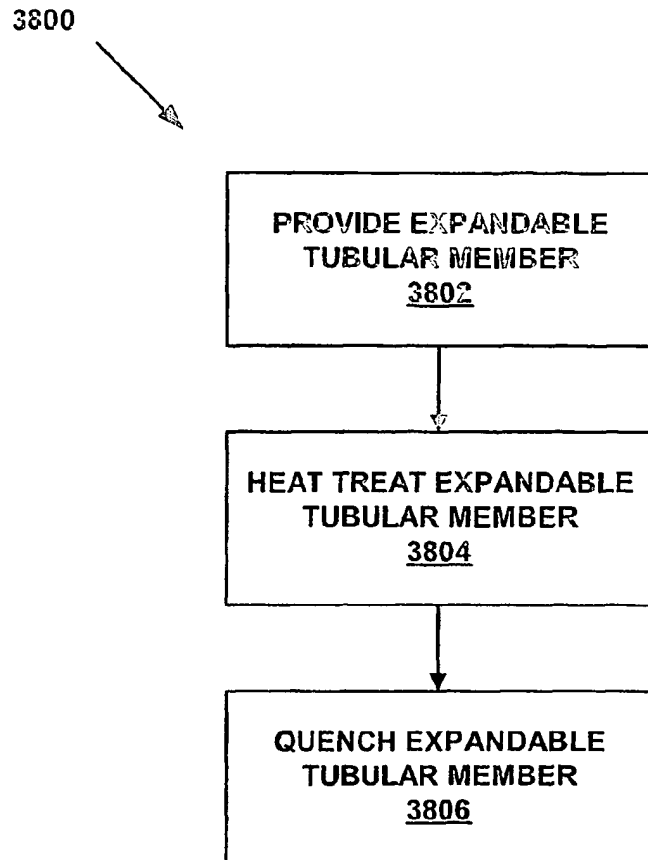 3800
PROVIDE EXPANDABLE
TUBULAR MEMBER
3802
HEAT TREAT EXPANDABLE
TUBULAR MEMBER
3804
QUENCH EXPANDABLE
TUBULAR MEMBER
3806